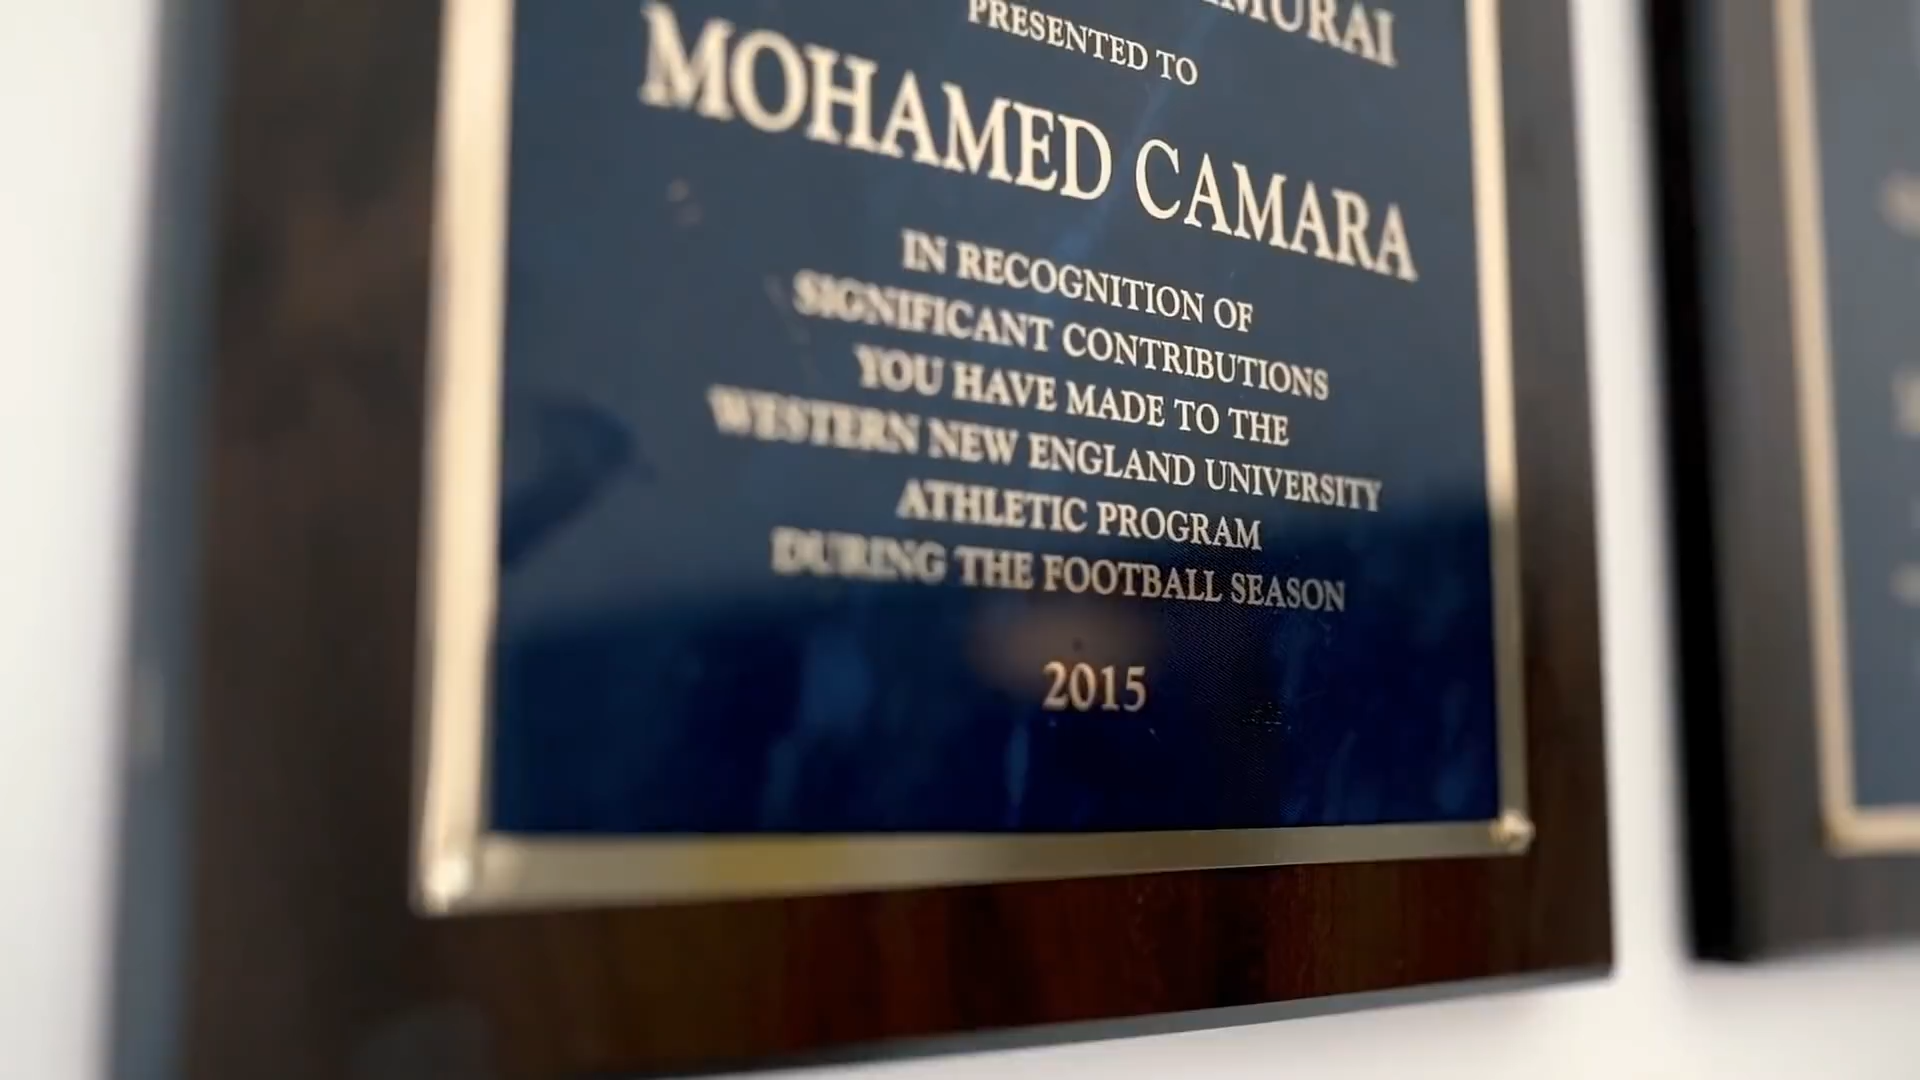 PRESENTED TO
MOHAMED CAMARA
IN RECOGNITION OF
SIGNIFICANT CONTRIBUTIONS
YOU HAVE MADE TO THE
WESTERN NEW ENGLAND UNIVERSITY
ATHLETIC PROGRAM
DURING THE FOOTBALL SEASON
2015